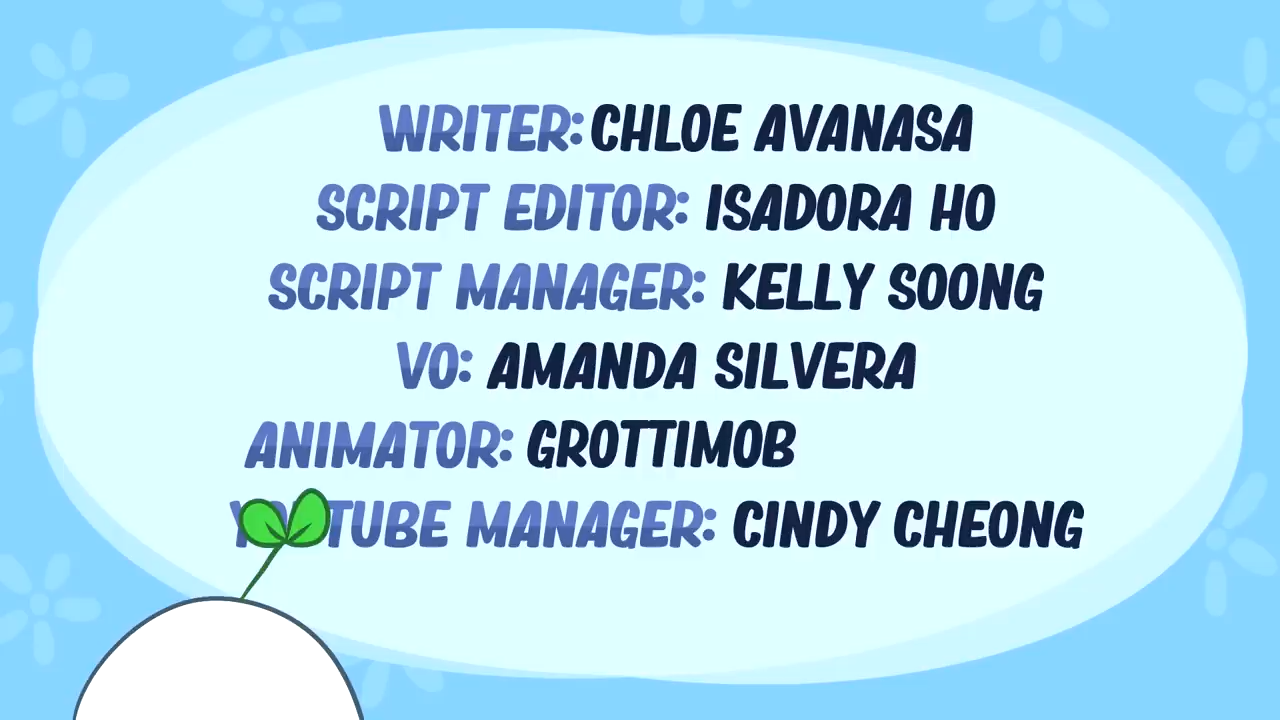 WRITER: CHLOE AVANASA
SCRIPT EDITOR: ISADORA HO
SCRIPT MANAGER: KELLY SOONG
VO: AMANDA SILVERA
ANIMATOR: GROTTIMOB
YOUTUBE MANAGER: CINDY CHEONG